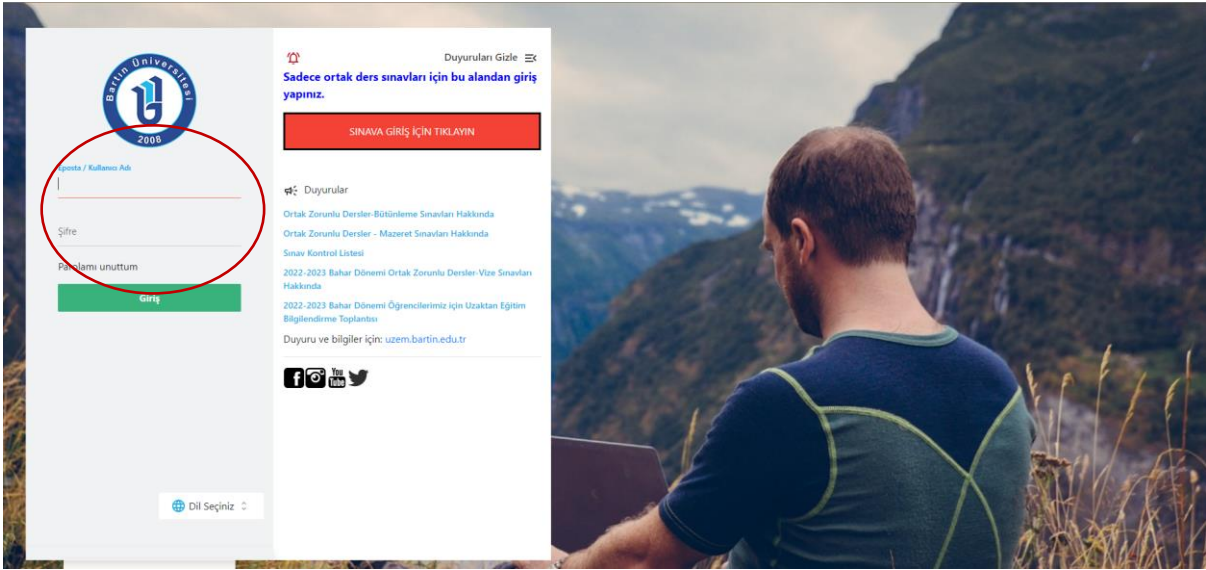 Bartın Üniversitesi
2008
Eposta / Kullanıcı Adı
Şifre
Parolamı unuttum
Giriş
Dil Seçiniz
Duyuruları Gizle
Sadece ortak ders sınavları için bu alandan giriş
yapınız.
SINAVA GİRİŞ İÇİN TIKLAYIN
Duyurular
Ortak Zorunlu Dersler-Bütünleme Sınavları Hakkında
Ortak Zorunlu Dersler - Mazeret Sınavları Hakkında
Sınav Kontrol Listesi
2022-2023 Bahar Dönemi Ortak Zorunlu Dersler-Vize Sınavları
Hakkında
2022-2023 Bahar Dönemi Öğrencilerimiz için Uzaktan Eğitim
Bilgilendirme Toplantısı
Duyuru ve bilgiler için: uzem.bartin.edu.tr
You
Tube